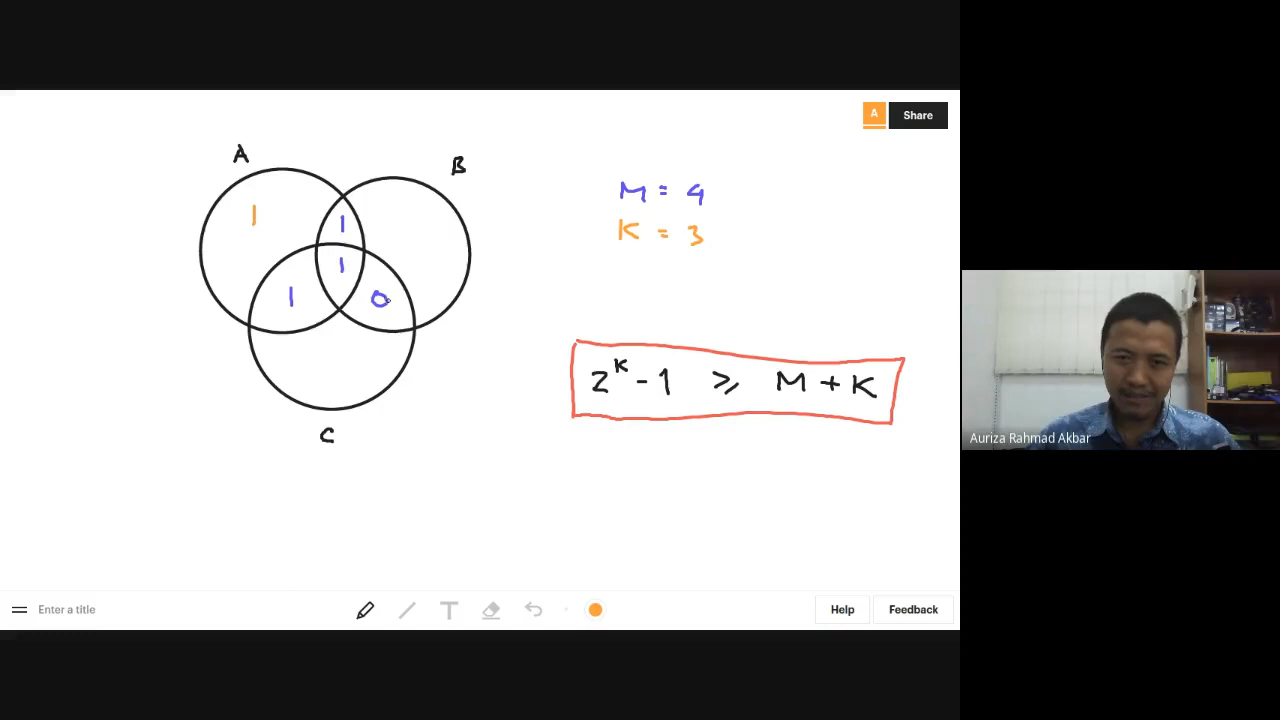 A
Share
A
B
1
1
1
1
0
C
M = 4
K = 3
2^K - 1 ≥ M + K
Auriza Rahmad Akbar
Enter a title
T
Help
Feedback